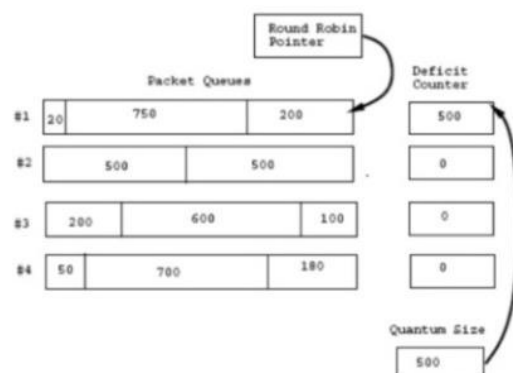 Round Robin
Pointer
Packet Queues
Deficit
Counter
#1 20 750 200 500
#2 500 500 0
#3 200 600 100 0
#4 50 700 180 0
Quantum Size
500